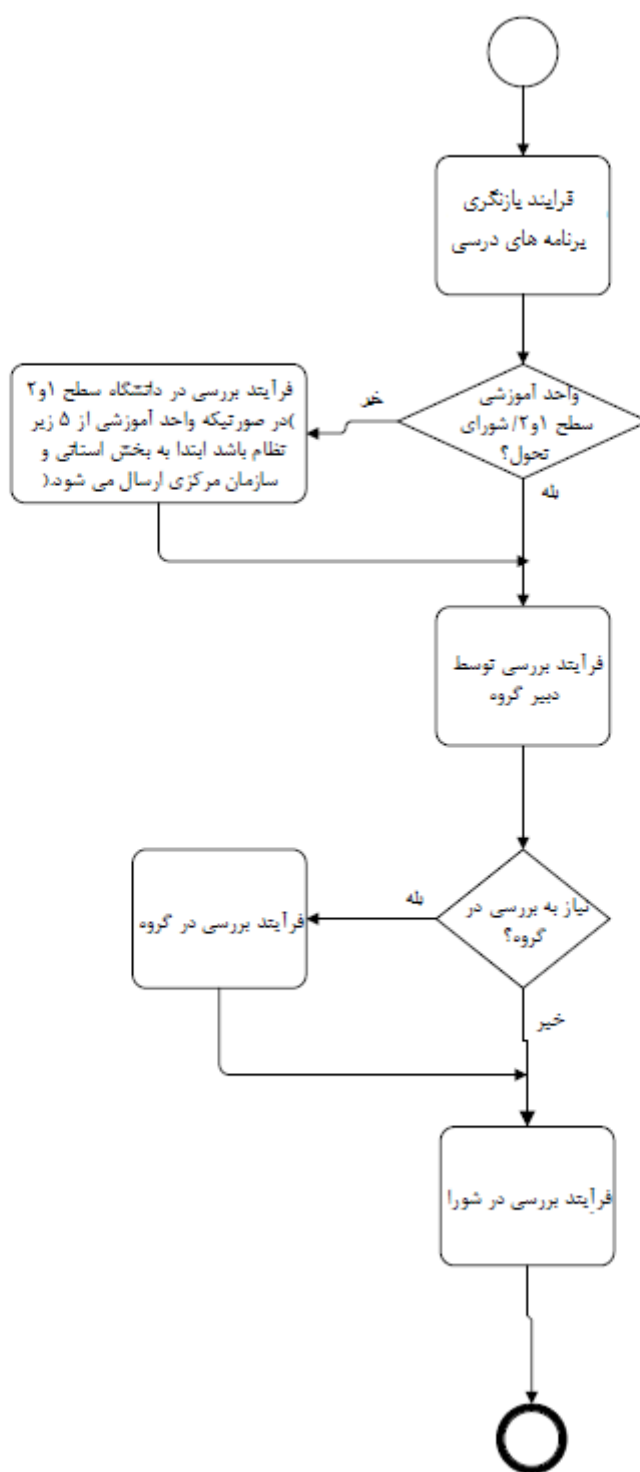 فرایند بازنگری
برنامه های درسی
واحد آموزشی
سطح ۱و۲/ شورای
تحول؟
خیر
بله
فرآیند بررسی در دانشگاه سطح ۱و۲
)در صورتیکه واحد آموزشی از ۵ زیر
نظام باشد ابتدا به بخش استانی و
سازمان مرکزی ارسال می شود.(
فرآیند بررسی توسط
دبیر گروه
نیاز به بررسی در
گروه؟
بله
خیر
فرآیند بررسی در گروه
فرآیند بررسی در شورا